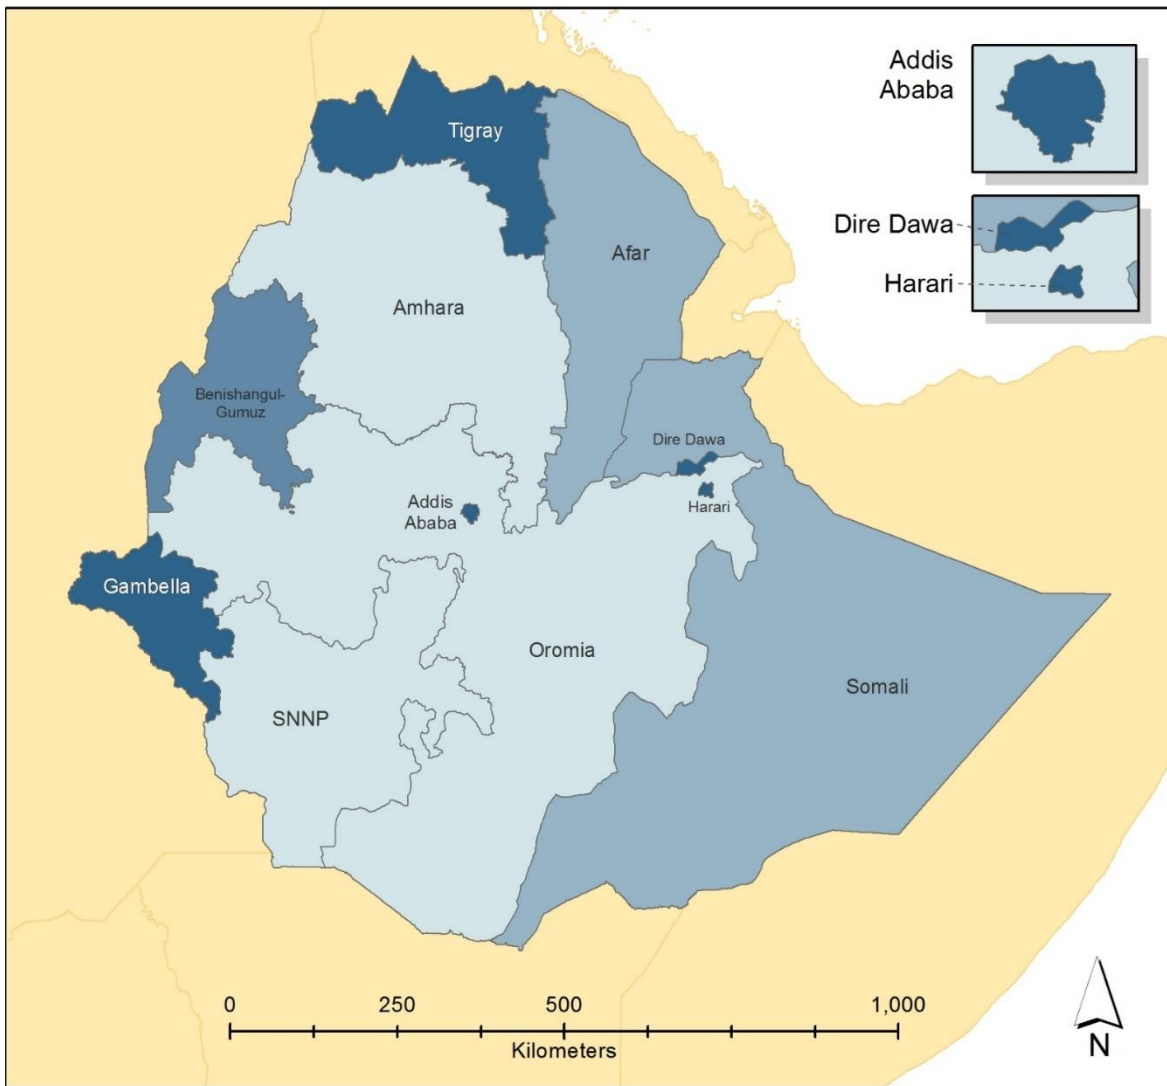 Addis
Ababa
Tigray
Dire Dawa
Afar
Harari
Amhara
Benishangul-
Gumuz
Dire Dawa
Addis
Ababa
Harari
Gambella
Oromia
Somali
SNNP
0 250 500 1,000
Kilometers
N